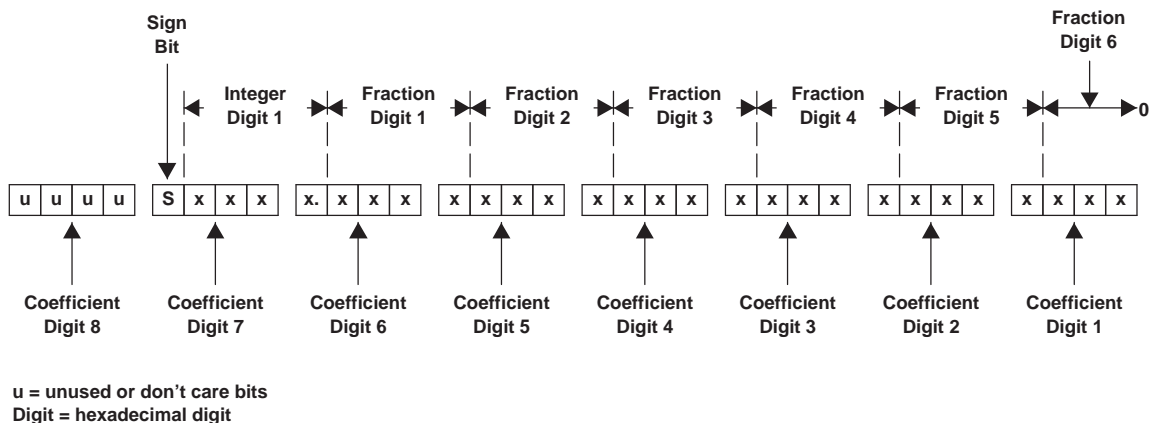 Sign
Bit
Fraction
Digit 6
Integer
Digit 1
Fraction
Digit 1
Fraction
Digit 2
Fraction
Digit 3
Fraction
Digit 4
Fraction
Digit 5
0
u u u u S x x x x. x x x x x x x x x x x x x x x x x x x x x x x
Coefficient
Digit 8
Coefficient
Digit 7
Coefficient
Digit 6
Coefficient
Digit 5
Coefficient
Digit 4
Coefficient
Digit 3
Coefficient
Digit 2
Coefficient
Digit 1
u = unused or don’t care bits
Digit = hexadecimal digit